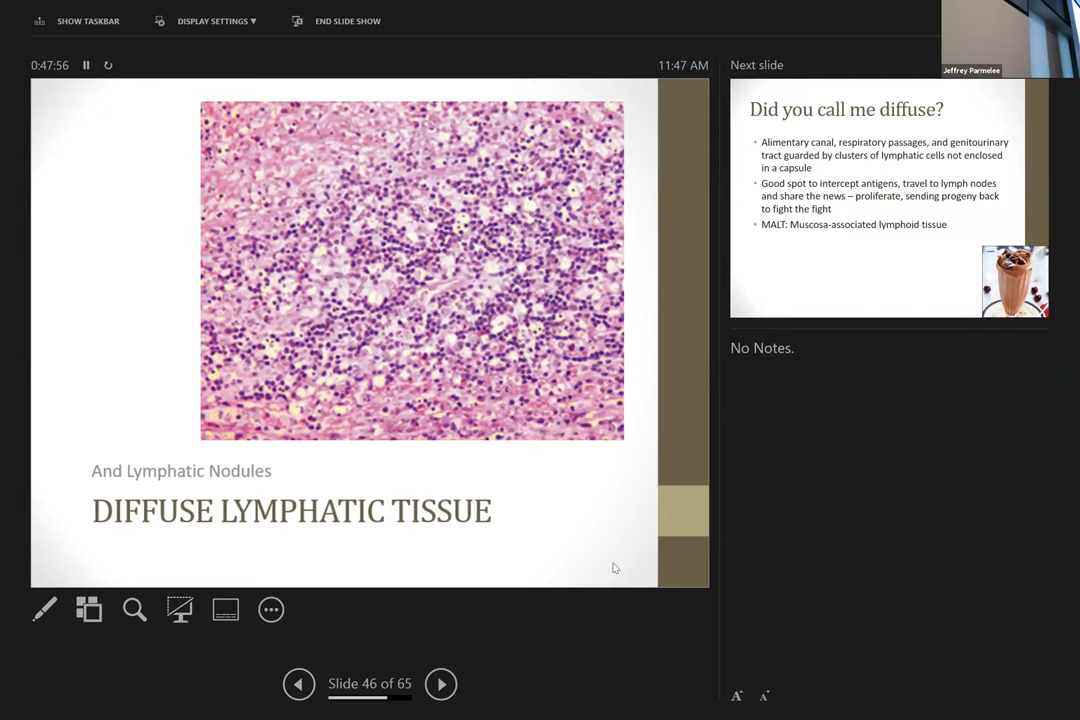 SHOW TASKBAR
DISPLAY SETTINGS ▼
END SLIDE SHOW
Jeffrey Parmelee
0:47:56
11:47 AM
And Lymphatic Nodules
DIFFUSE LYMPHATIC TISSUE
Slide 46 of 65
Next slide
Did you call me diffuse?
• Alimentary canal, respiratory passages, and genitourinary
tract guarded by clusters of lymphatic cells not enclosed
in a capsule
• Good spot to intercept antigens, travel to lymph nodes
and share the news – proliferate, sending progeny back
to fight the fight
• MALT: Muscosa-associated lymphoid tissue
No Notes.
A A